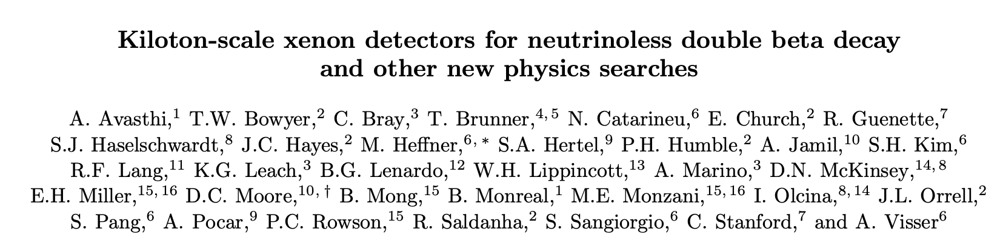 Kiloton-scale xenon detectors for neutrinoless double beta decay
and other new physics searches
A. Avasthi,¹ T.W. Bowyer,² C. Bray,³ T. Brunner,⁴,⁵ N. Catarineu,⁶ E. Church,² R. Guenette,⁷
S.J. Haselschwardt,⁸ J.C. Hayes,² M. Heffner,⁶,* S.A. Hertel,⁹ P.H. Humble,² A. Jamil,¹⁰ S.H. Kim,⁶
R.F. Lang,¹¹ K.G. Leach,³ B.G. Lenardo,¹² W.H. Lippincott,¹³ A. Marino,³ D.N. McKinsey,¹⁴,⁸
E.H. Miller,¹⁵,¹⁶ D.C. Moore,¹⁰,† B. Mong,¹⁵ B. Monreal,¹ M.E. Monzani,¹⁵,¹⁶ I. Olcina,⁸,¹⁴ J.L. Orrell,²
S. Pang,⁶ A. Pocar,⁹ P.C. Rowson,¹⁵ R. Saldanha,² S. Sangiorgio,⁶ C. Stanford,⁷ and A. Visser⁶